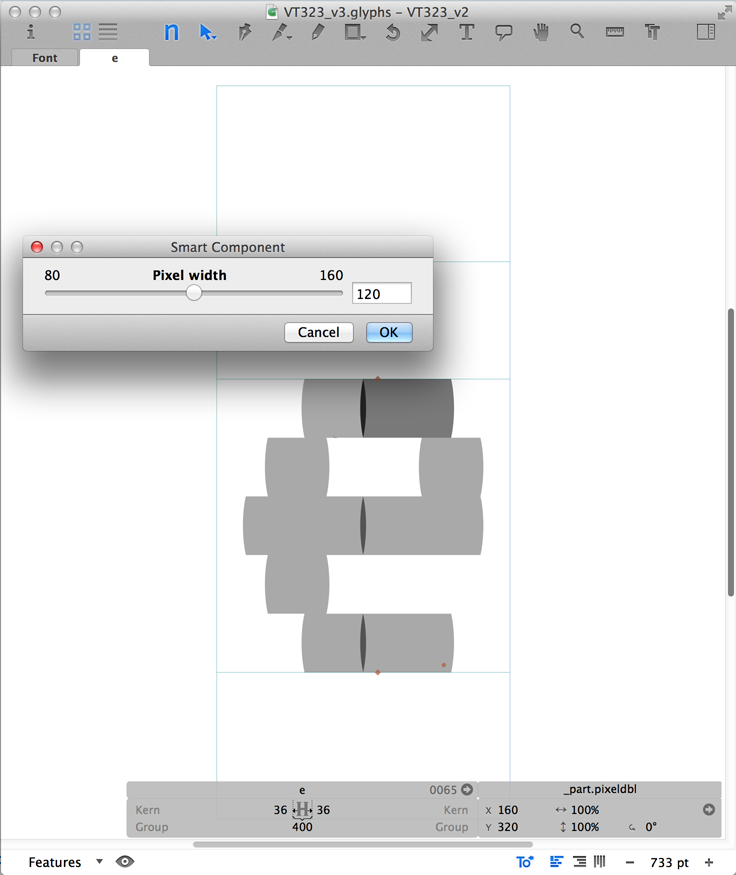 VT323_v3.glyphs – VT323_v2
Font
e
Smart Component
80 Pixel width 160
120
Cancel OK
e 0065 _part.pixeldbl
Kern 36 H 36 Kern X 160 100%
Group 400 Group Y 320 100% 0°
Features 733 pt